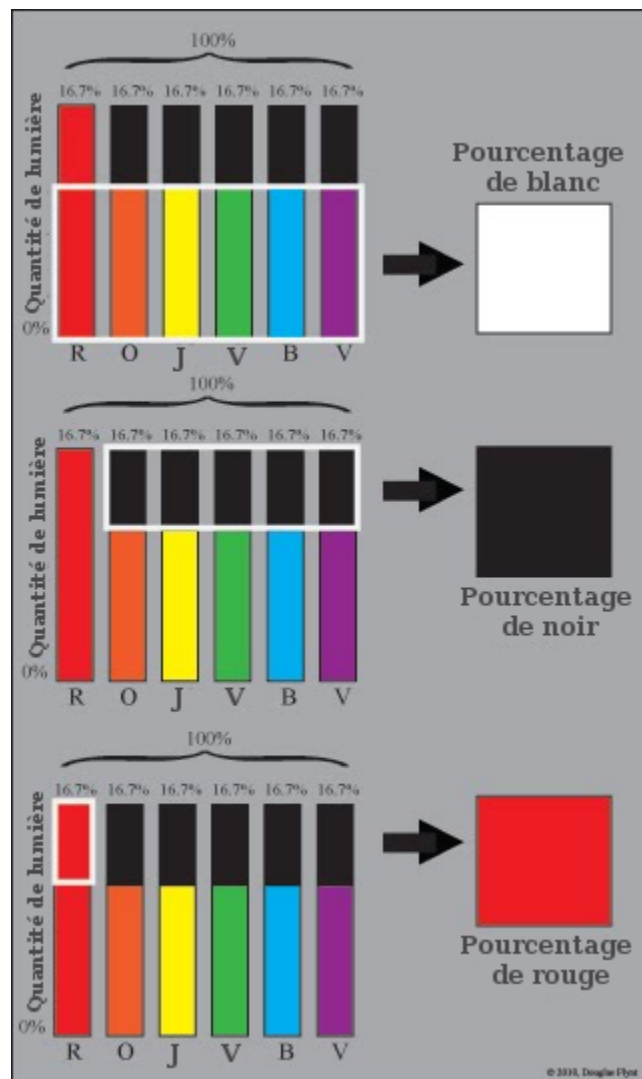 100%
16.7% 16.7% 16.7% 16.7% 16.7% 16.7%
Quantité de lumière
0%
R O J V B V
Pourcentage
de blanc
100%
16.7% 16.7% 16.7% 16.7% 16.7% 16.7%
Quantité de lumière
0%
R O J V B V
Pourcentage
de noir
100%
16.7% 16.7% 16.7% 16.7% 16.7% 16.7%
Quantité de lumière
0%
R O J V B V
Pourcentage
de rouge
© 2010, Douglas Flynt